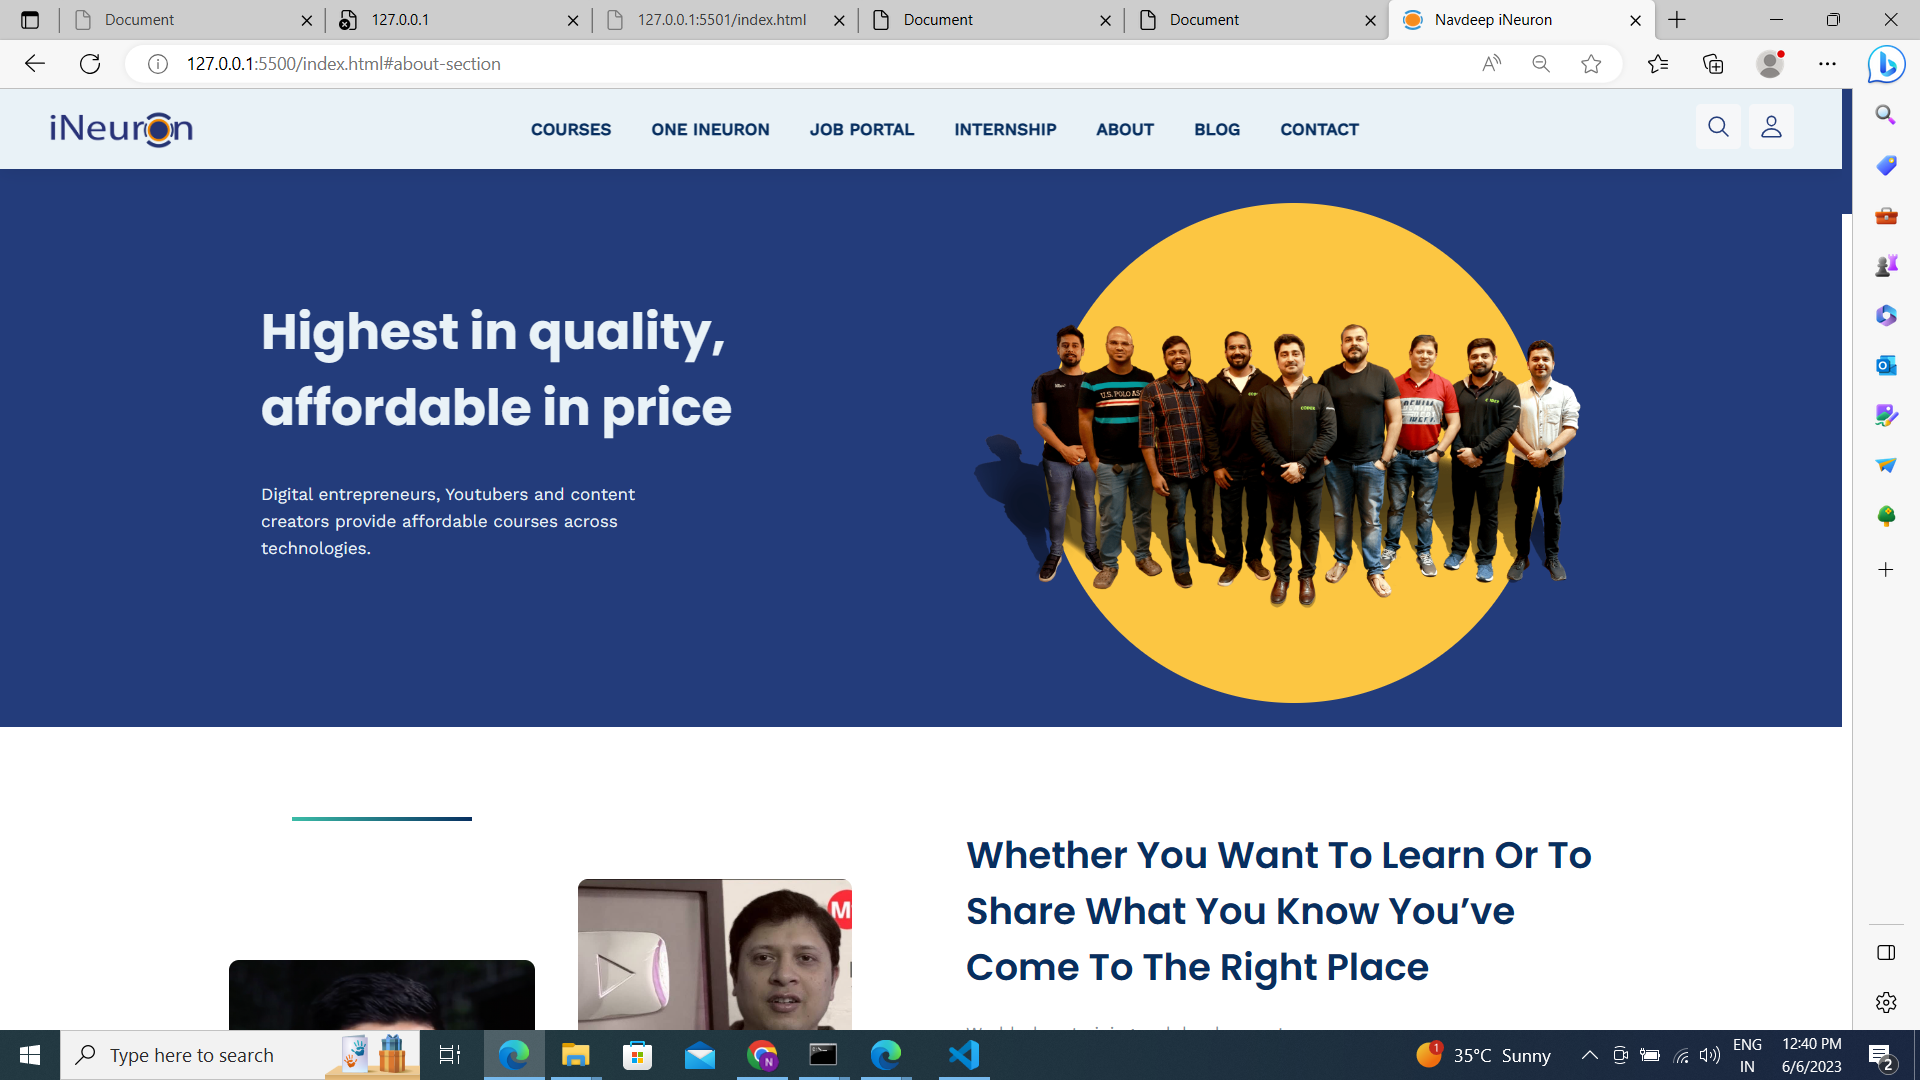 Document
127.0.0.1
127.0.0.1:5501/index.html
Document
Document
Navdeep iNeuron
127.0.0.1:5500/index.html#about-section
iNeuron
COURSES
ONE INEURON
JOB PORTAL
INTERNSHIP
ABOUT
BLOG
CONTACT
Highest in quality,
affordable in price
Digital entrepreneurs, Youtubers and content
creators provide affordable courses across
technologies.
U.S. POLO ASS
Whether You Want To Learn Or To
Share What You Know You’ve
Come To The Right Place
Type here to search
N
1
35°C Sunny
ENG
IN
12:40 PM
6/6/2023
2